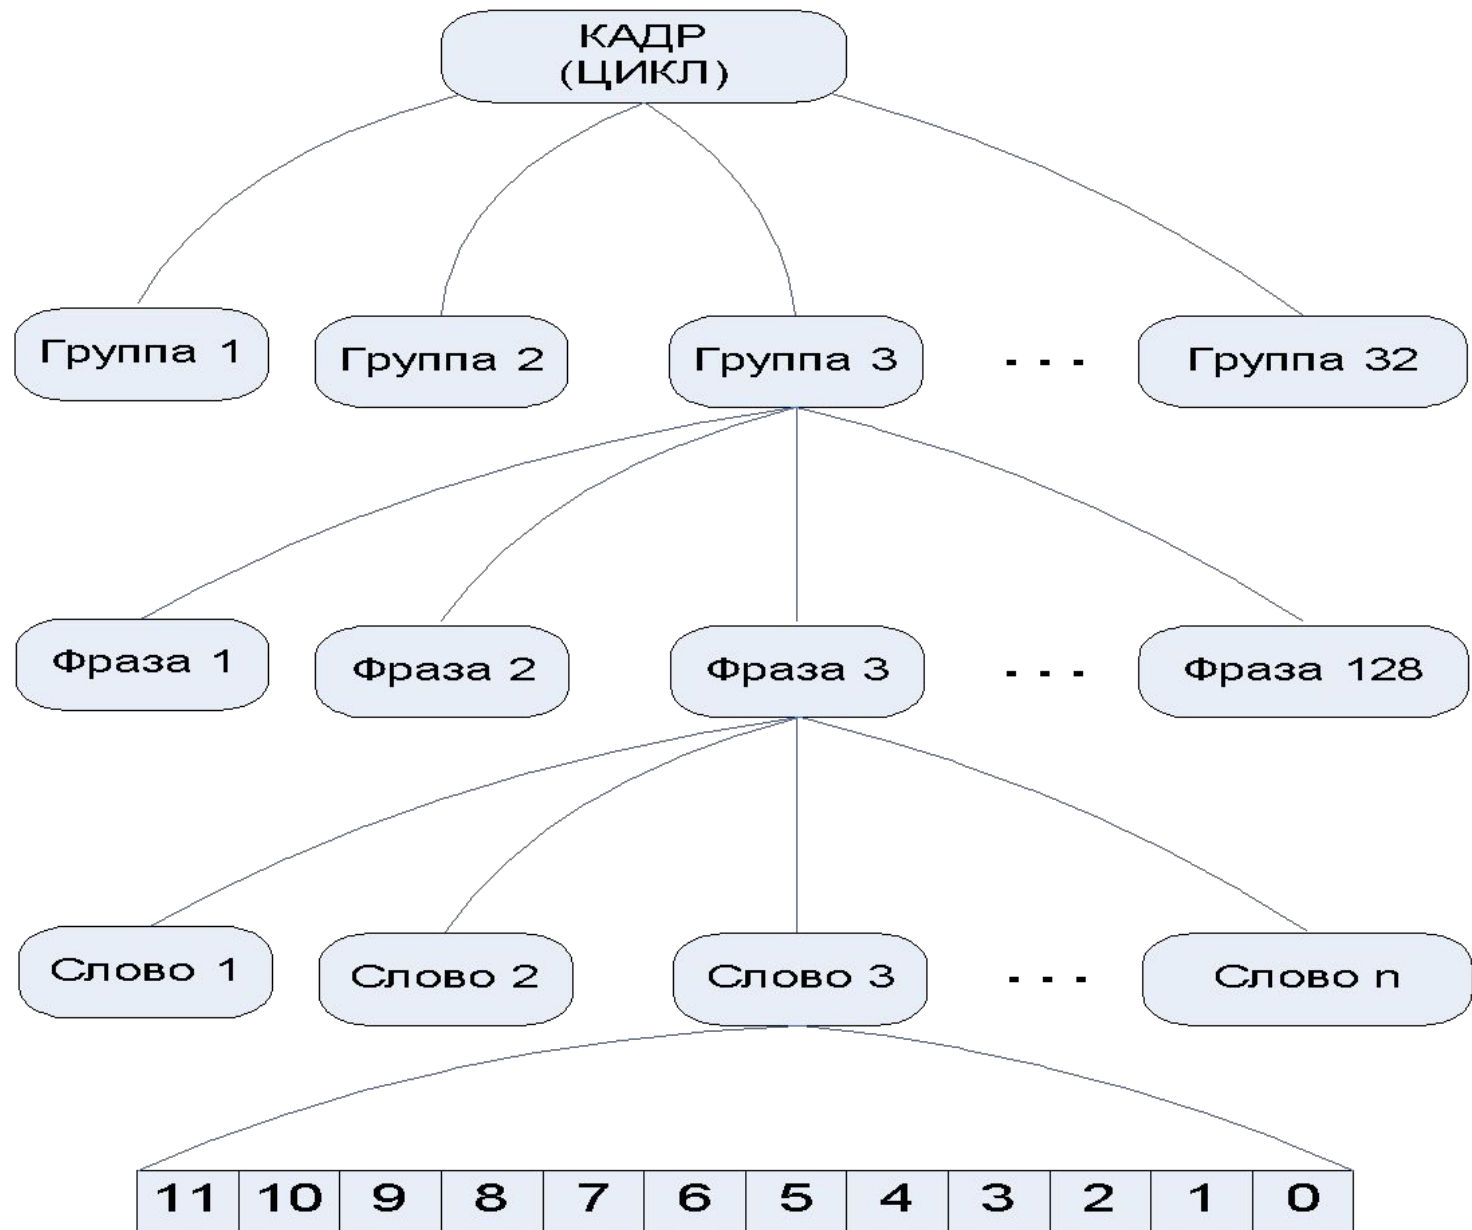 КАДР
(ЦИКЛ)
Группа 1 Группа 2 Группа 3 - - - Группа 32
Фраза 1 Фраза 2 Фраза 3 - - - Фраза 128
Слово 1 Слово 2 Слово 3 - - - Слово n
11 10 9 8 7 6 5 4 3 2 1 0